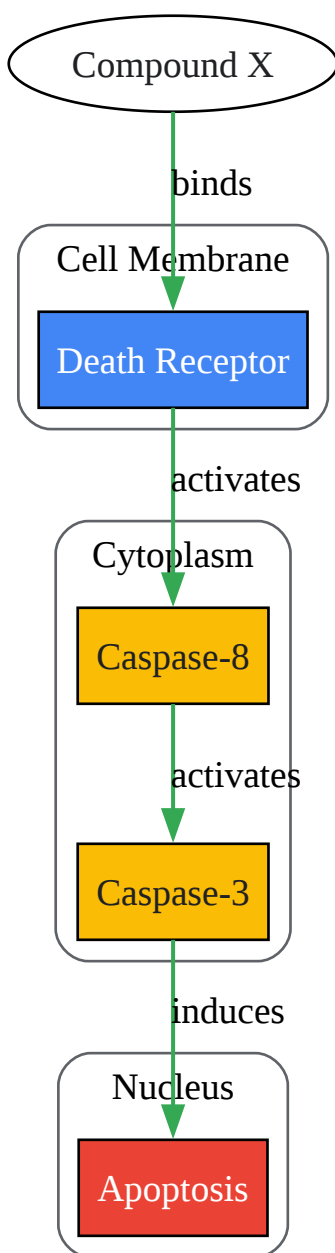 Compound X
binds
Cell Membrane
Death Receptor
activates
Cytoplasm
Caspase-8
activates
Caspase-3
induces
Nucleus
Apoptosis